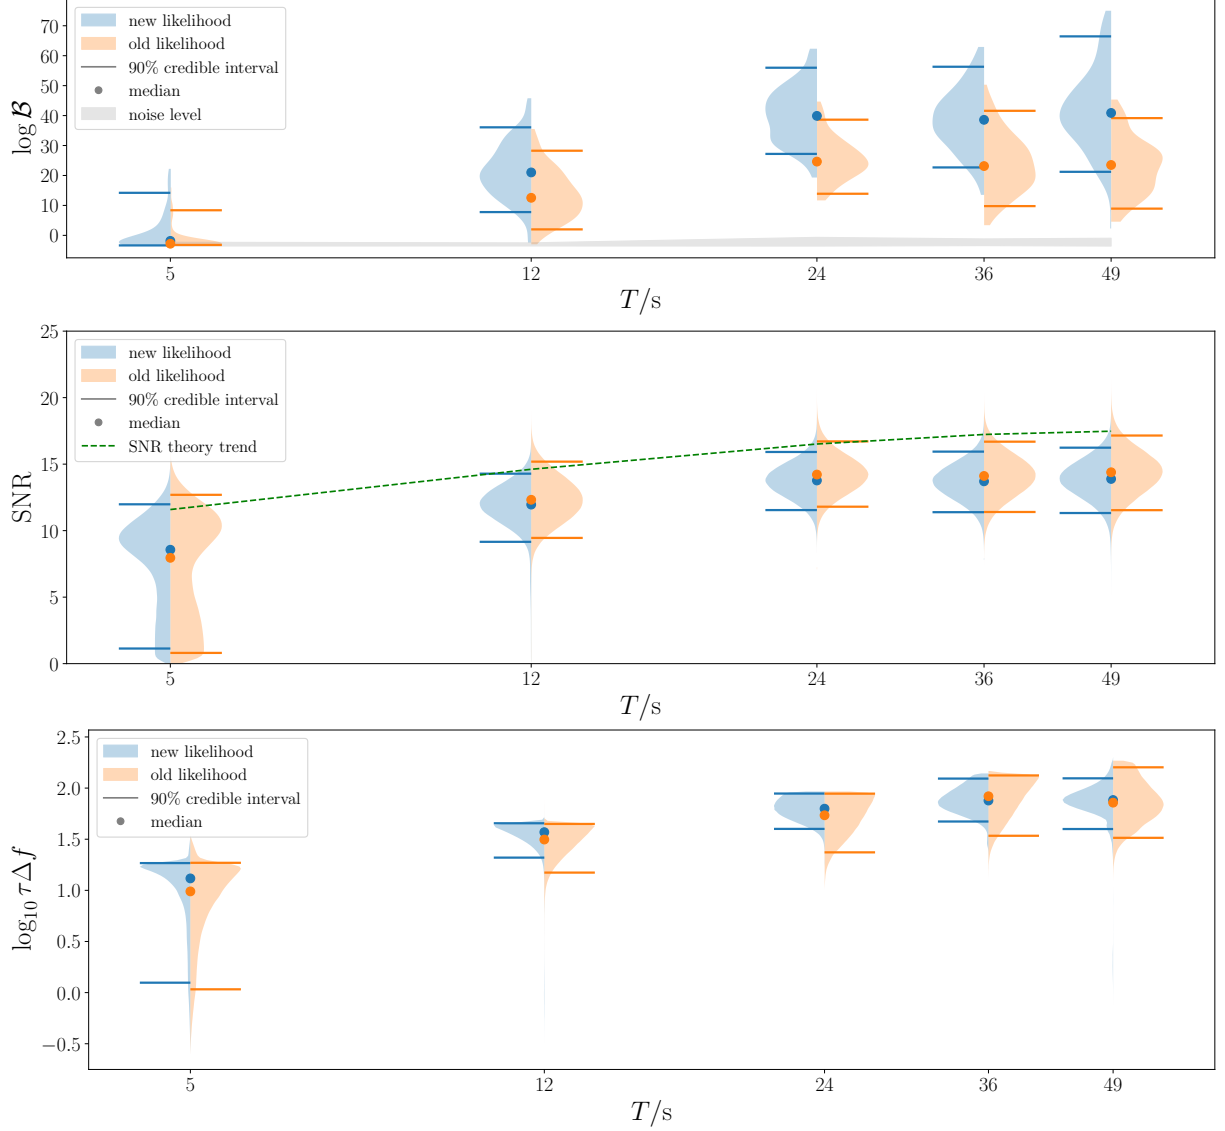 new likelihood
old likelihood
90% credible interval
median
noise level
70
60
50
40
30
20
10
0
log ℬ
5 12 24 36 49
T/s
new likelihood
old likelihood
90% credible interval
median
SNR theory trend
25
20
15
10
5
0
SNR
5 12 24 36 49
T/s
new likelihood
old likelihood
90% credible interval
median
2.5
2.0
1.5
1.0
0.5
0.0
−0.5
log₁₀ τΔf
5 12 24 36 49
T/s